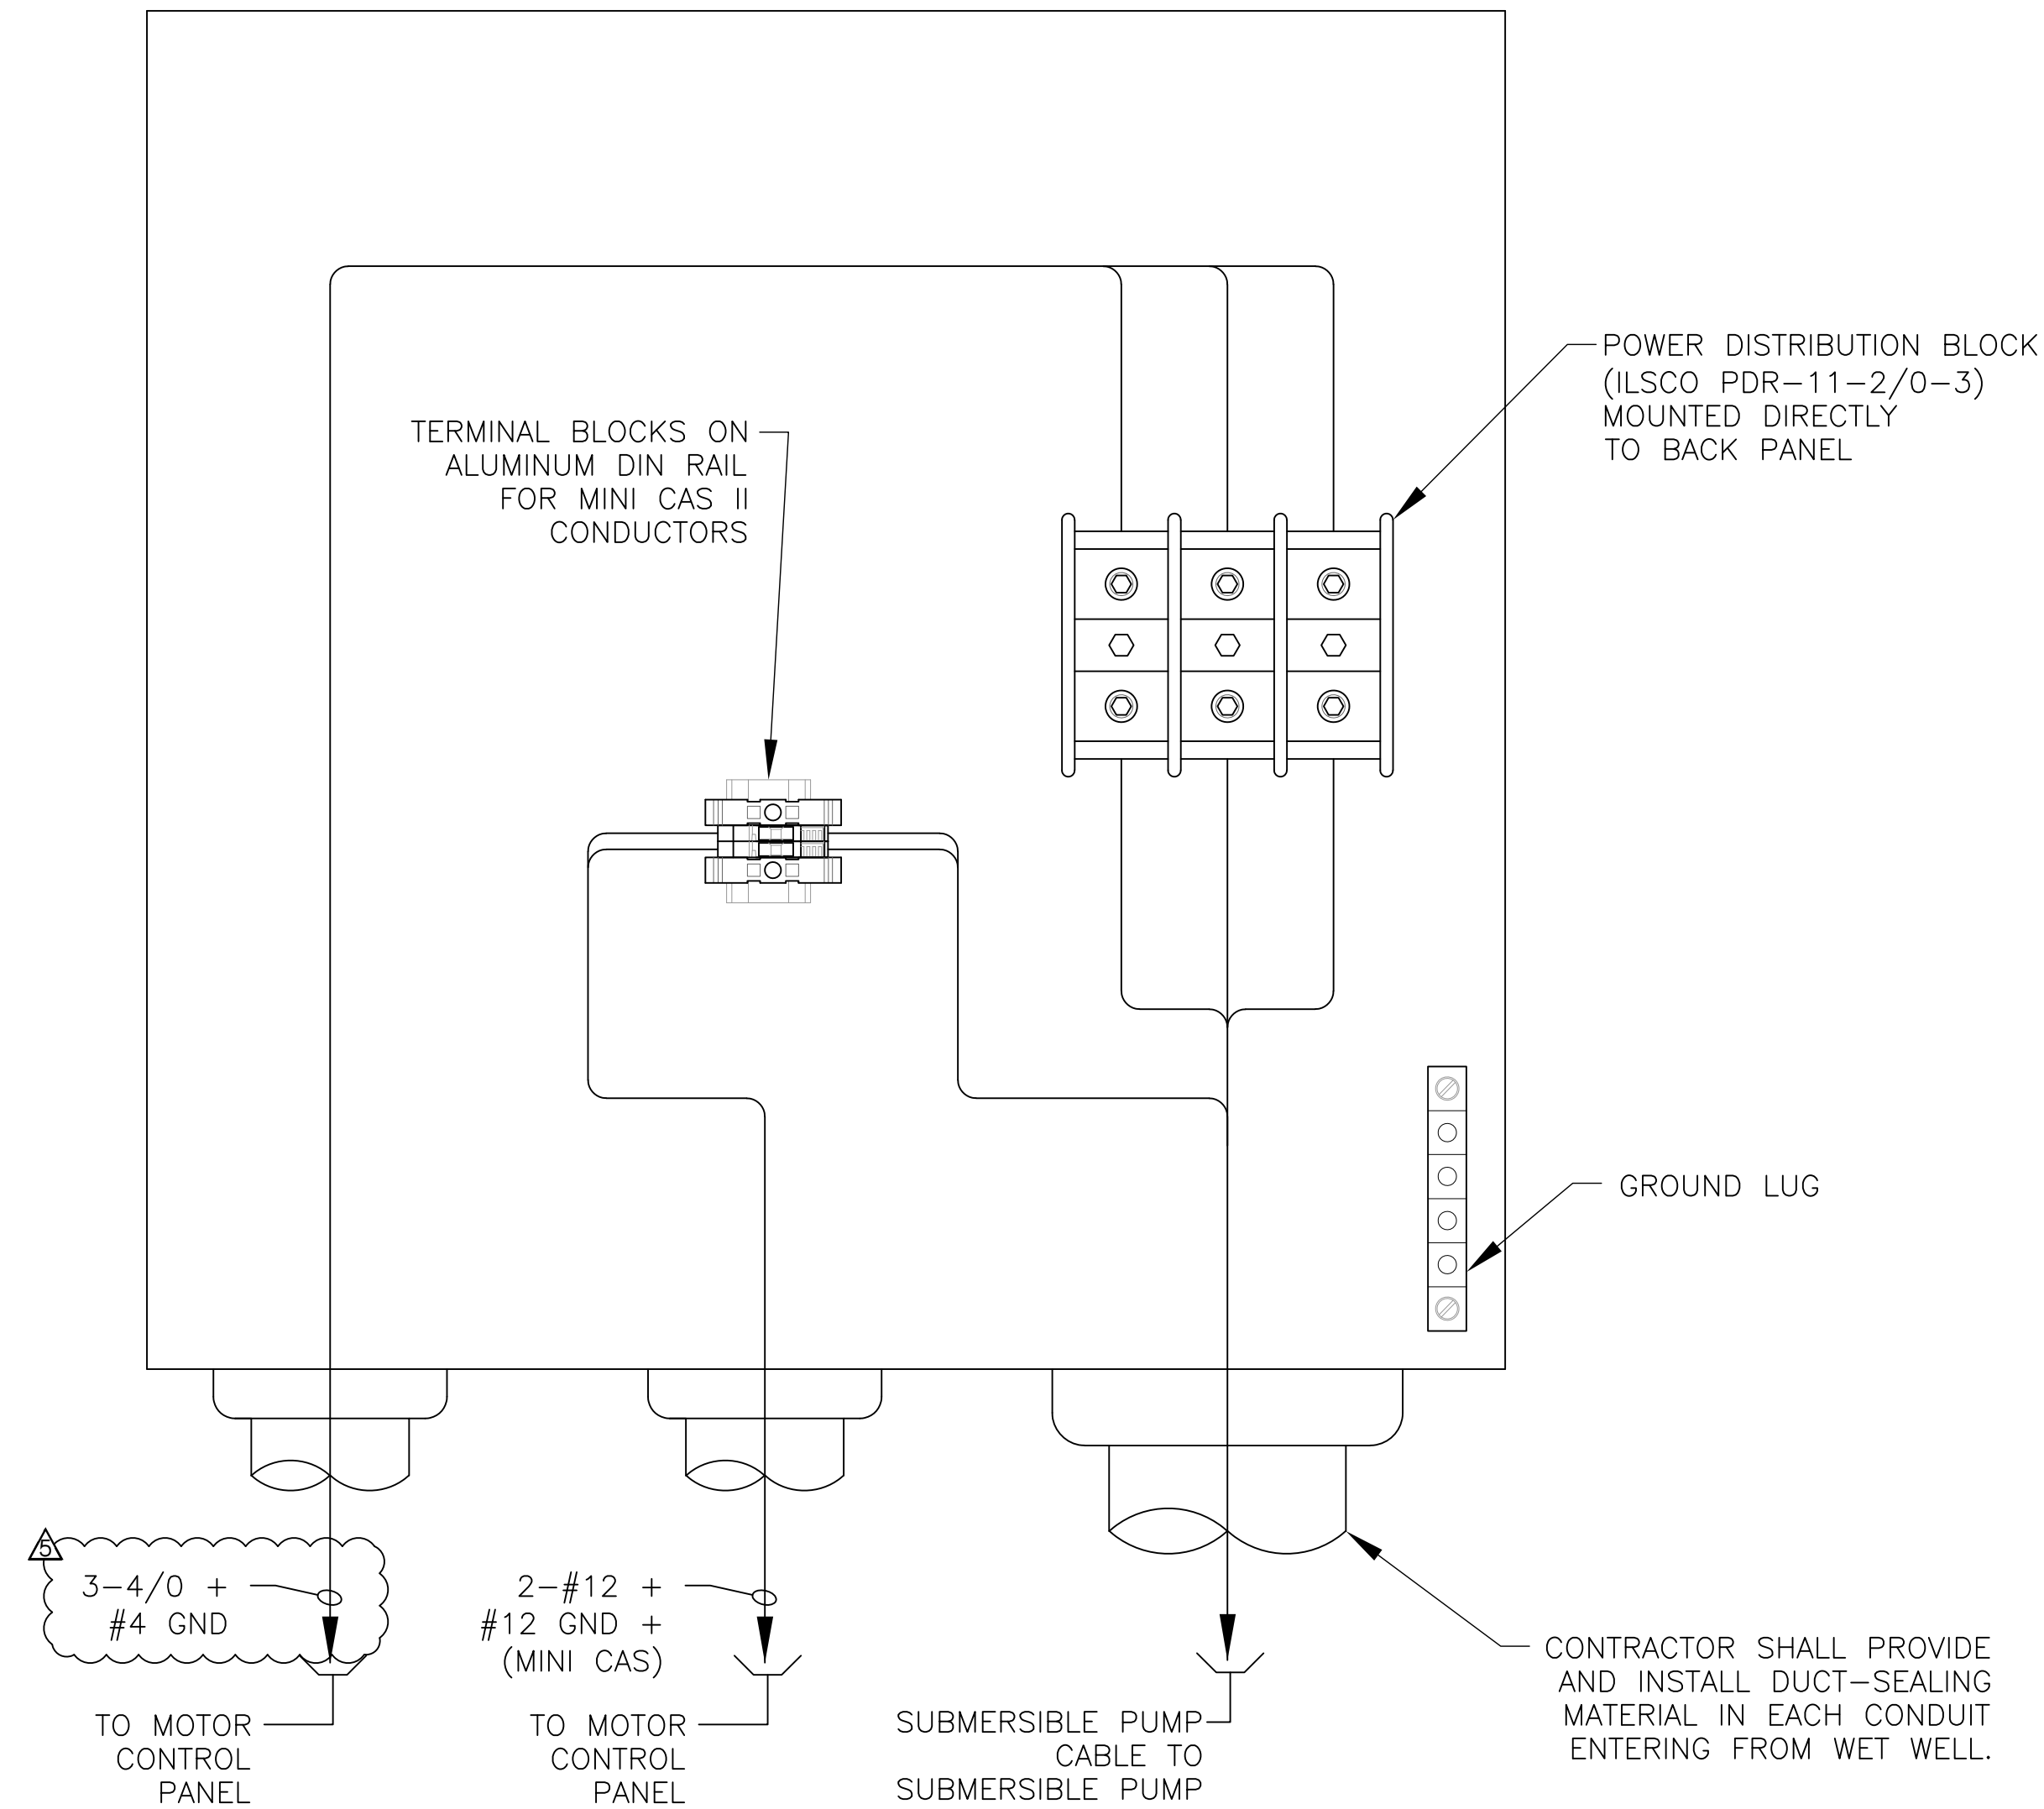 POWER DISTRIBUTION BLOCK
(ILSCO PDR-11-2/0-3)
MOUNTED DIRECTLY
TO BACK PANEL
TERMINAL BLOCKS ON
ALUMINUM DIN RAIL
FOR MINI CAS II
CONDUCTORS
GROUND LUG
5
3-4/0 +
#4 GND
TO MOTOR
CONTROL
PANEL
2-#12 +
#12 GND +
(MINI CAS)
TO MOTOR
CONTROL
PANEL
SUBMERSIBLE PUMP
CABLE TO
SUBMERSIBLE PUMP
CONTRACTOR SHALL PROVIDE
AND INSTALL DUCT-SEALING
MATERIAL IN EACH CONDUIT
ENTERING FROM WET WELL.